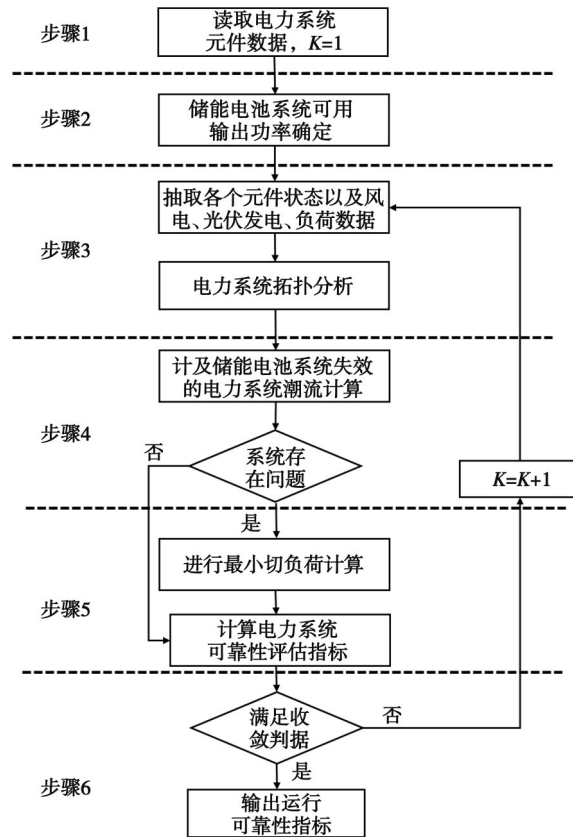 步骤1
读取电力系统
元件数据，K=1
步骤2
储能电池系统可用
输出功率确定
步骤3
抽取各个元件状态以及风
电、光伏发电、负荷数据
电力系统拓扑分析
步骤4
计及储能电池系统失效
的电力系统潮流计算
否
系统存
在问题
K=K+1
是
步骤5
进行最小切负荷计算
计算电力系统
可靠性评估指标
满足收
敛判据
否
是
步骤6
输出运行
可靠性指标